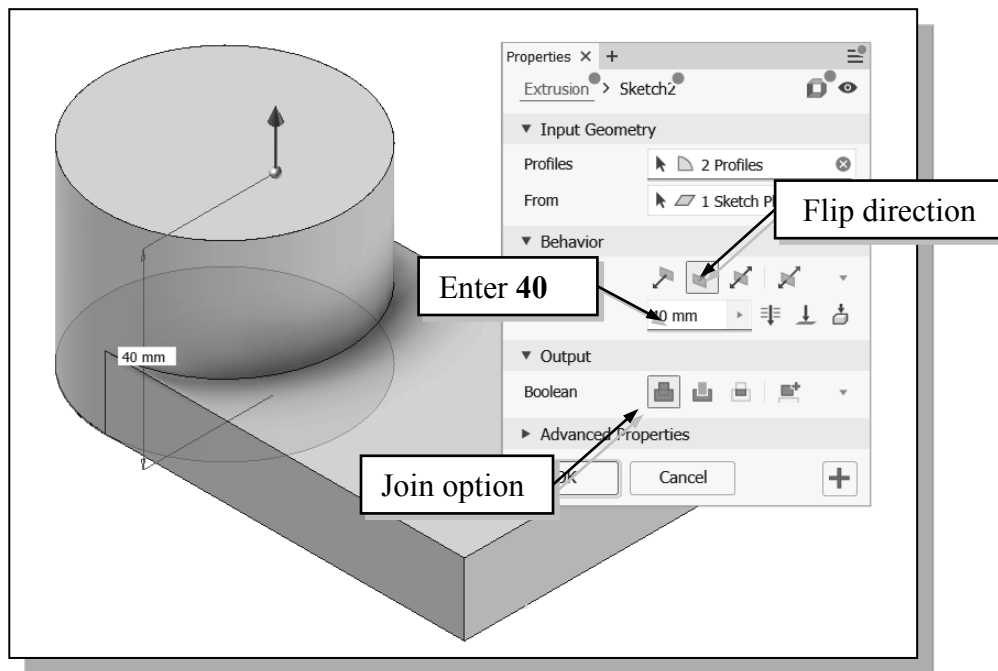 Properties × +
Extrusion > Sketch2
Input Geometry
Profiles 2 Profiles
From 1 Sketch
Flip direction
Behavior
Enter 40
mm
40 mm
Output
Boolean
Advanced Properties
Join option
Cancel